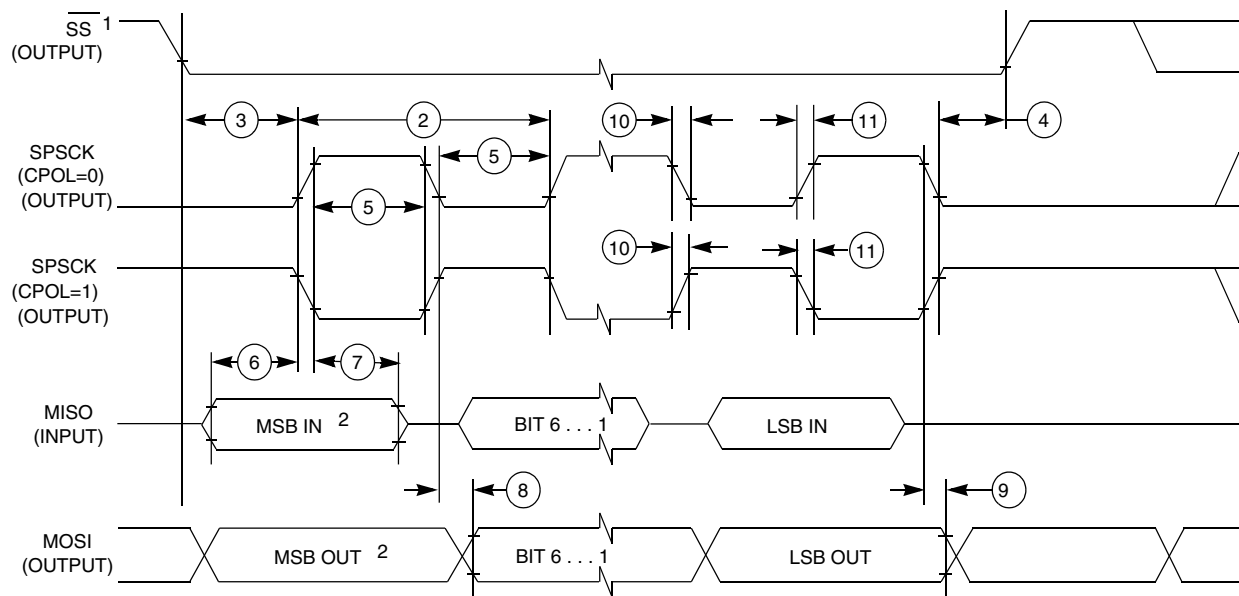 SS 1
(OUTPUT)
3
2
10
11
4
SPSCK
(CPOL=0)
(OUTPUT)
5
5
SPSCK
(CPOL=1)
(OUTPUT)
10
11
6
7
MISO
(INPUT)
MSB IN 2
BIT 6 . . . 1
LSB IN
8
9
MOSI
(OUTPUT)
MSB OUT 2
BIT 6 . . . 1
LSB OUT